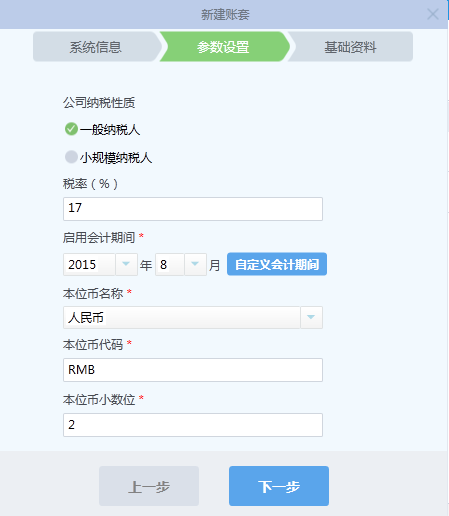 新建账套
系统信息 参数设置 基础资料
公司纳税性质
一般纳税人
小规模纳税人
税率（%）
17
启用会计期间 *
2015 年 8 月 自定义会计期间
本位币名称 *
人民币
本位币代码 *
RMB
本位币小数位 *
2
上一步 下一步